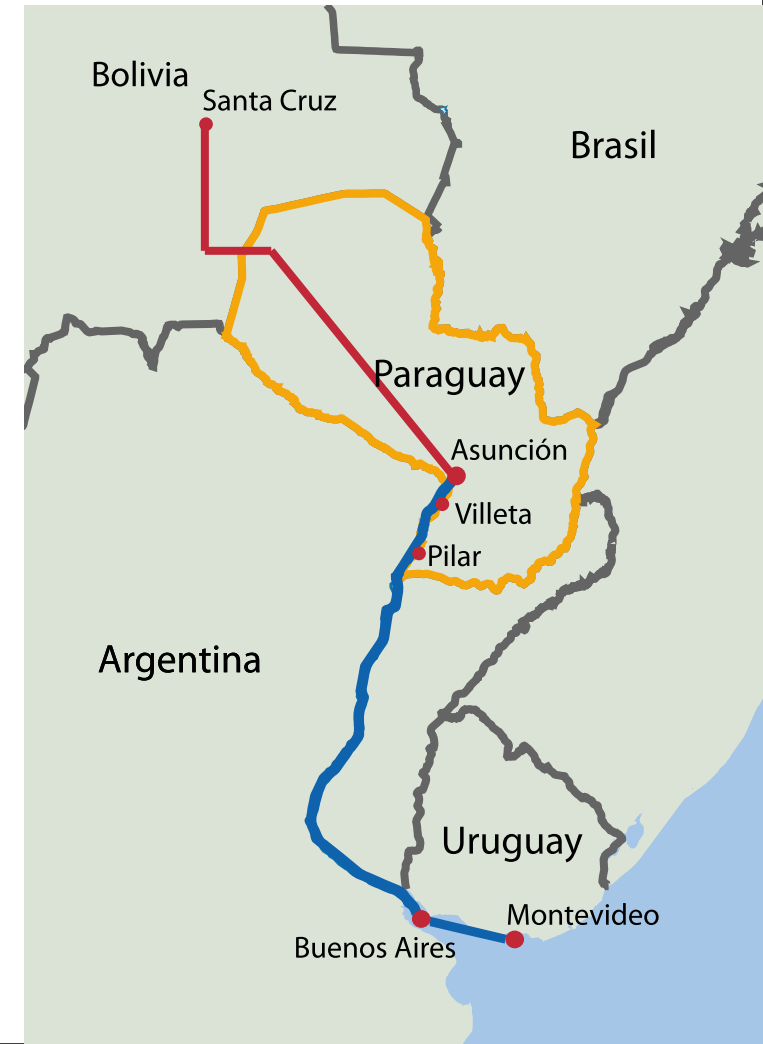 Bolivia
Santa Cruz
Brasil
Paraguay
Asunción
Villeta
Pilar
Argentina
Uruguay
Montevideo
Buenos Aires